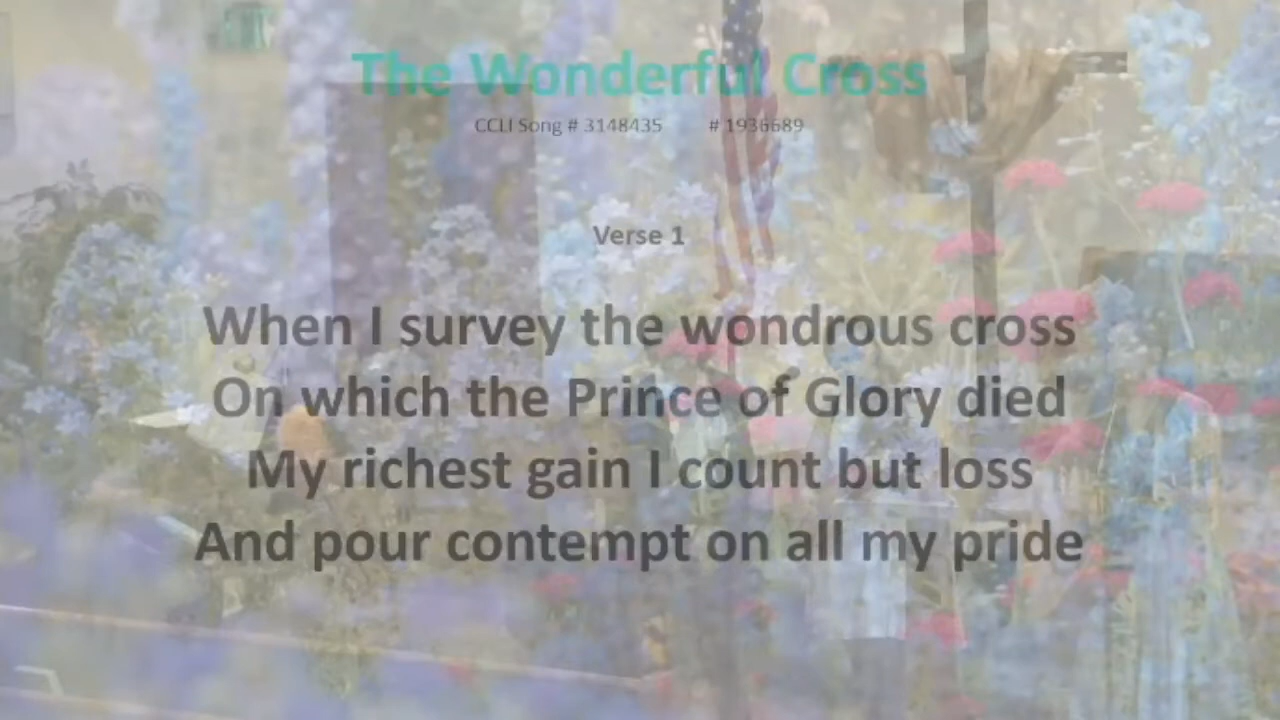 The Wonderful Cross
CCLI Song # 3148435 # 1936689
Verse 1
When I survey the wondrous cross
On which the Prince of Glory died
My richest gain I count but loss
And pour contempt on all my pride